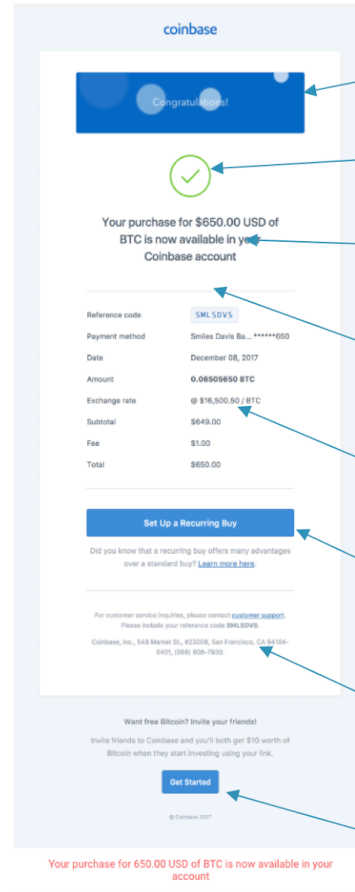 coinbase
Congratulations!
Your purchase for $650.00 USD of
BTC is now available in your
Coinbase account
Reference code SMLSDVS
Payment method Smiles Davis Ba... ******650
Date December 08, 2017
Amount 0.06505650 BTC
Exchange rate @ $16,500.50 / BTC
Subtotal $649.00
Fee $1.00
Total $650.00
Set Up a Recurring Buy
Did you know that a recurring buy offers many advantages
over a standard buy? Learn more here.
For customer service inquiries, please contact customer support.
Please include your reference code SMLSDVS.
Coinbase, Inc., 548 Market St., #23008, San Francisco, CA 94104-
5401, (888) 908-7930.
Want free Bitcoin? Invite your friends!
Invite friends to Coinbase and you'll both get $10 worth of
Bitcoin when they start investing using your link.
Get Started
© Coinbase 2017
Your purchase for 650.00 USD of BTC is now available in your
account